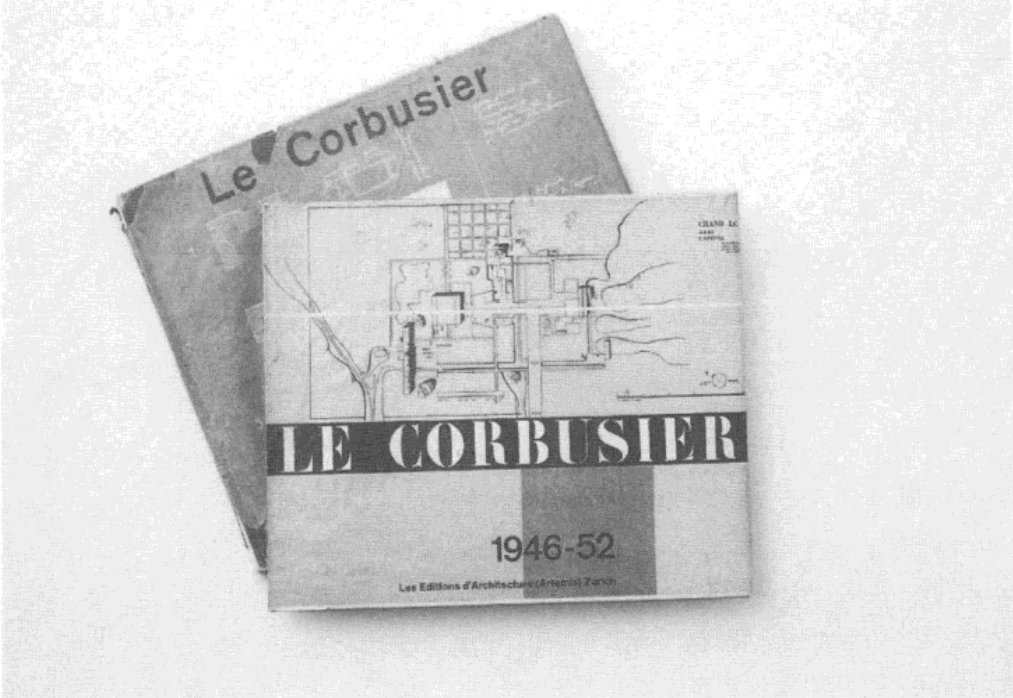 Le Corbusier
LE CORBUSIER
1946-52
Les Editions d'Architecture (Artemis) Zurich